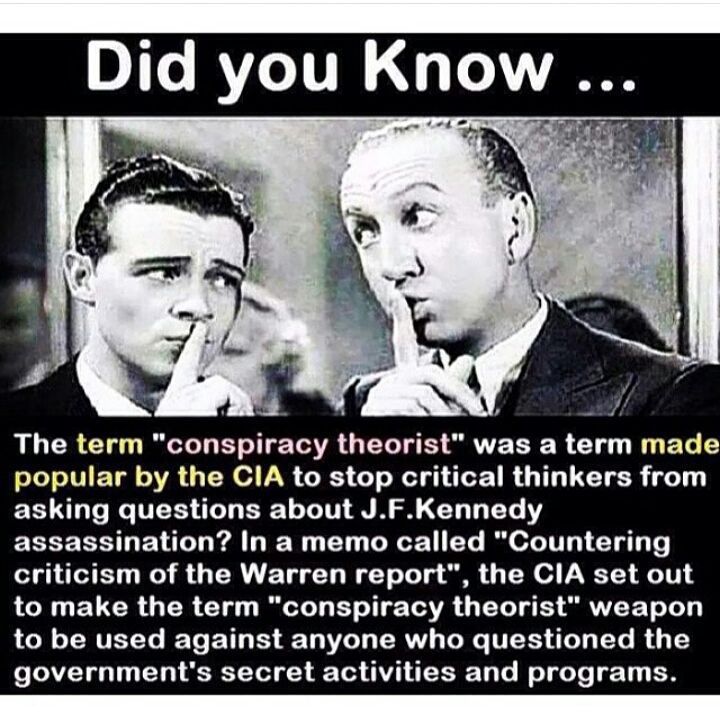 Did you Know ...
The term "conspiracy theorist" was a term made
popular by the CIA to stop critical thinkers from
asking questions about J.F.Kennedy
assassination? In a memo called "Countering
criticism of the Warren report", the CIA set out
to make the term "conspiracy theorist" weapon
to be used against anyone who questioned the
government's secret activities and programs.